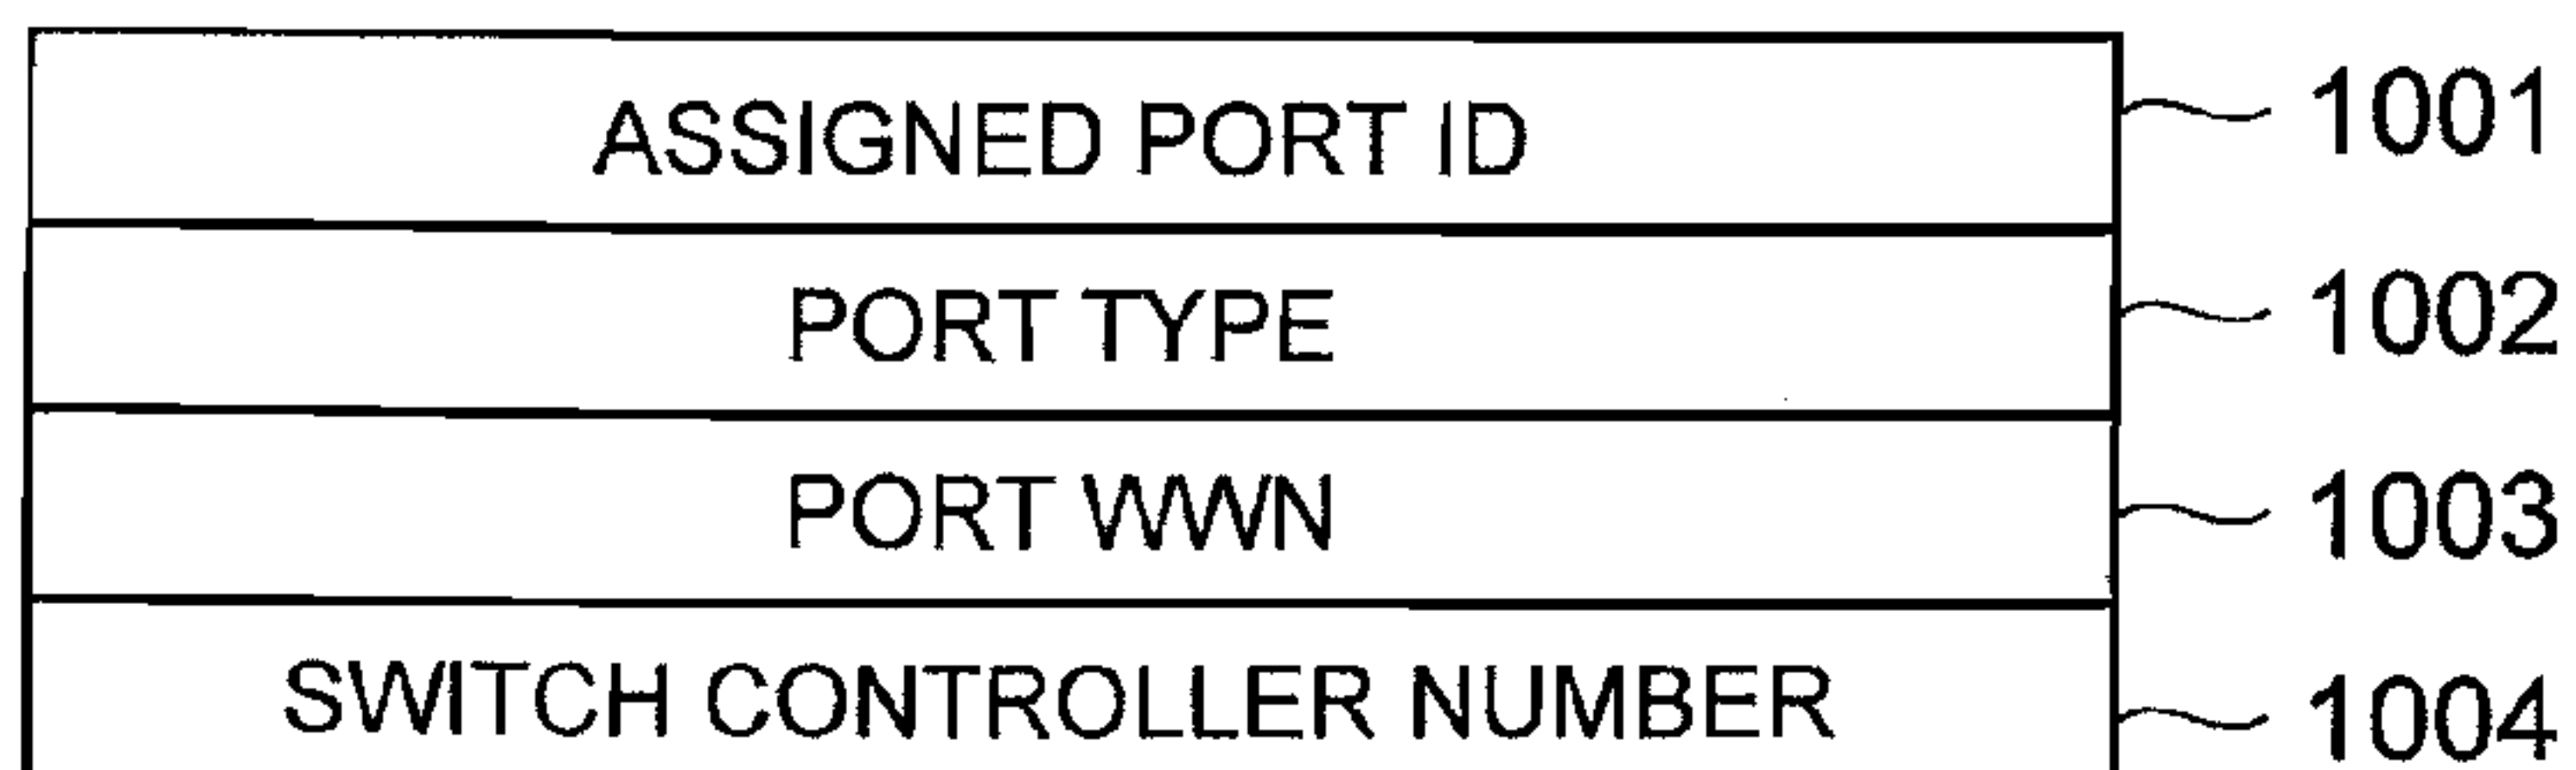 ASSIGNED PORT ID 1001
PORT TYPE 1002
PORT WWN 1003
SWITCH CONTROLLER NUMBER 1004